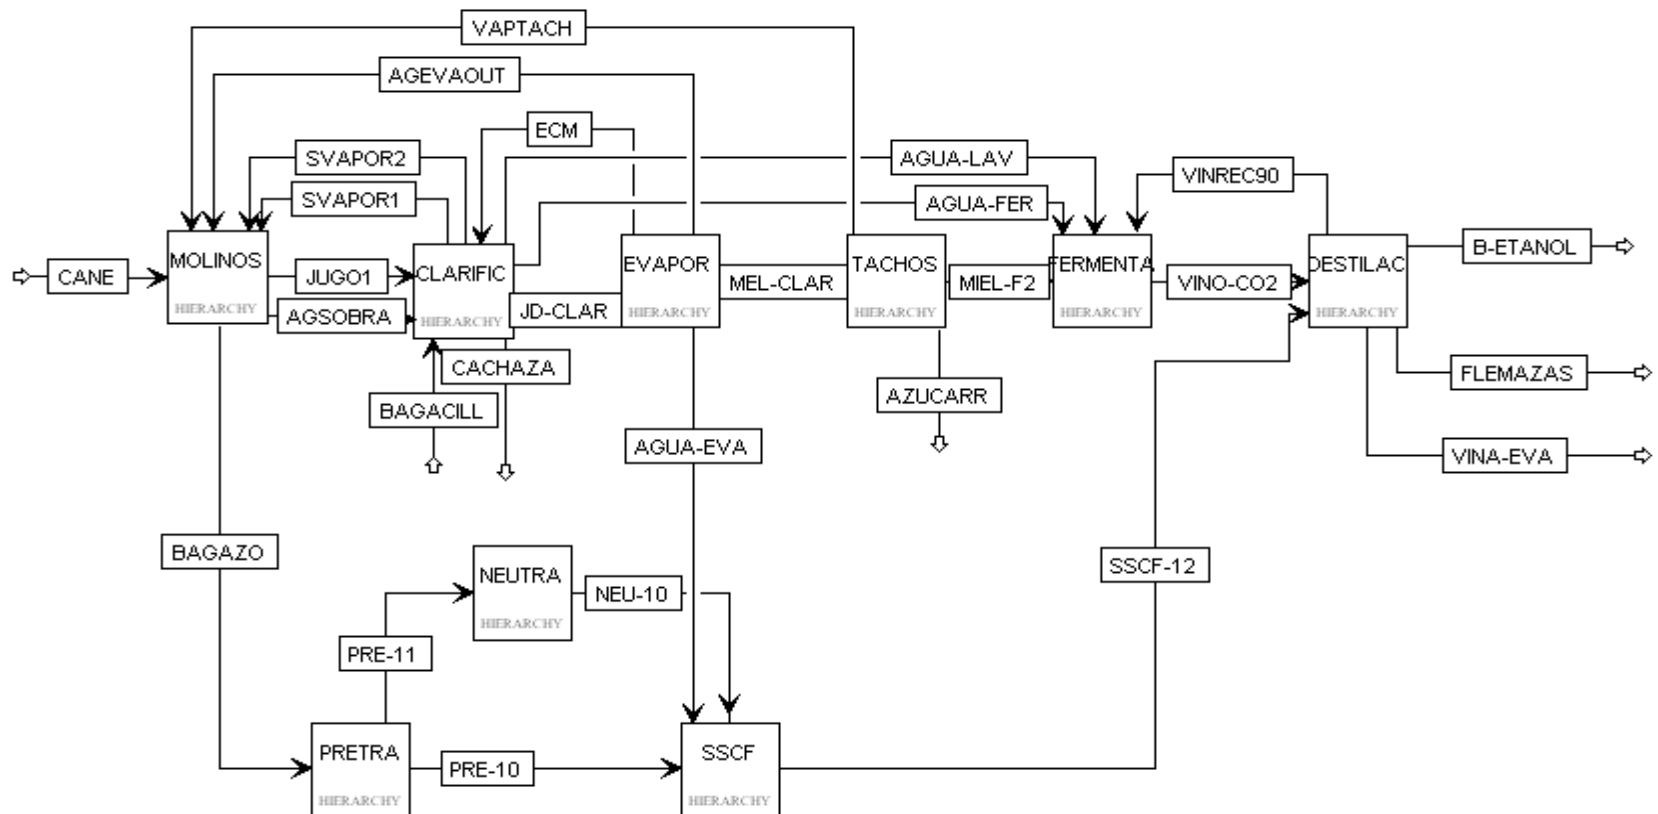 VAPTACH
AGEVAOUT
ECM
SVAPOR2
AGUA-LAV
VINREC90
SVAPOR1
AGUA-FER
B-ETANOL
MOLINOS
HIERARCHY
CLARIFIC
HIERARCHY
EVAPOR
HIERARCHY
TACHOS
HIERARCHY
FERMENTA
HIERARCHY
DESTILAC
HIERARCHY
CANE
JUGO1
AGSOBRA
JD-CLAR
MEL-CLAR
MIEL-F2
VINO-CO2
CACHAZA
FLEMAZAS
BAGACILL
AZUCARR
AGUA-EVA
VINA-EVA
BAGAZO
NEUTRA
HIERARCHY
NEU-10
SSCF-12
PRE-11
PRETRA
HIERARCHY
PRE-10
SSCF
HIERARCHY